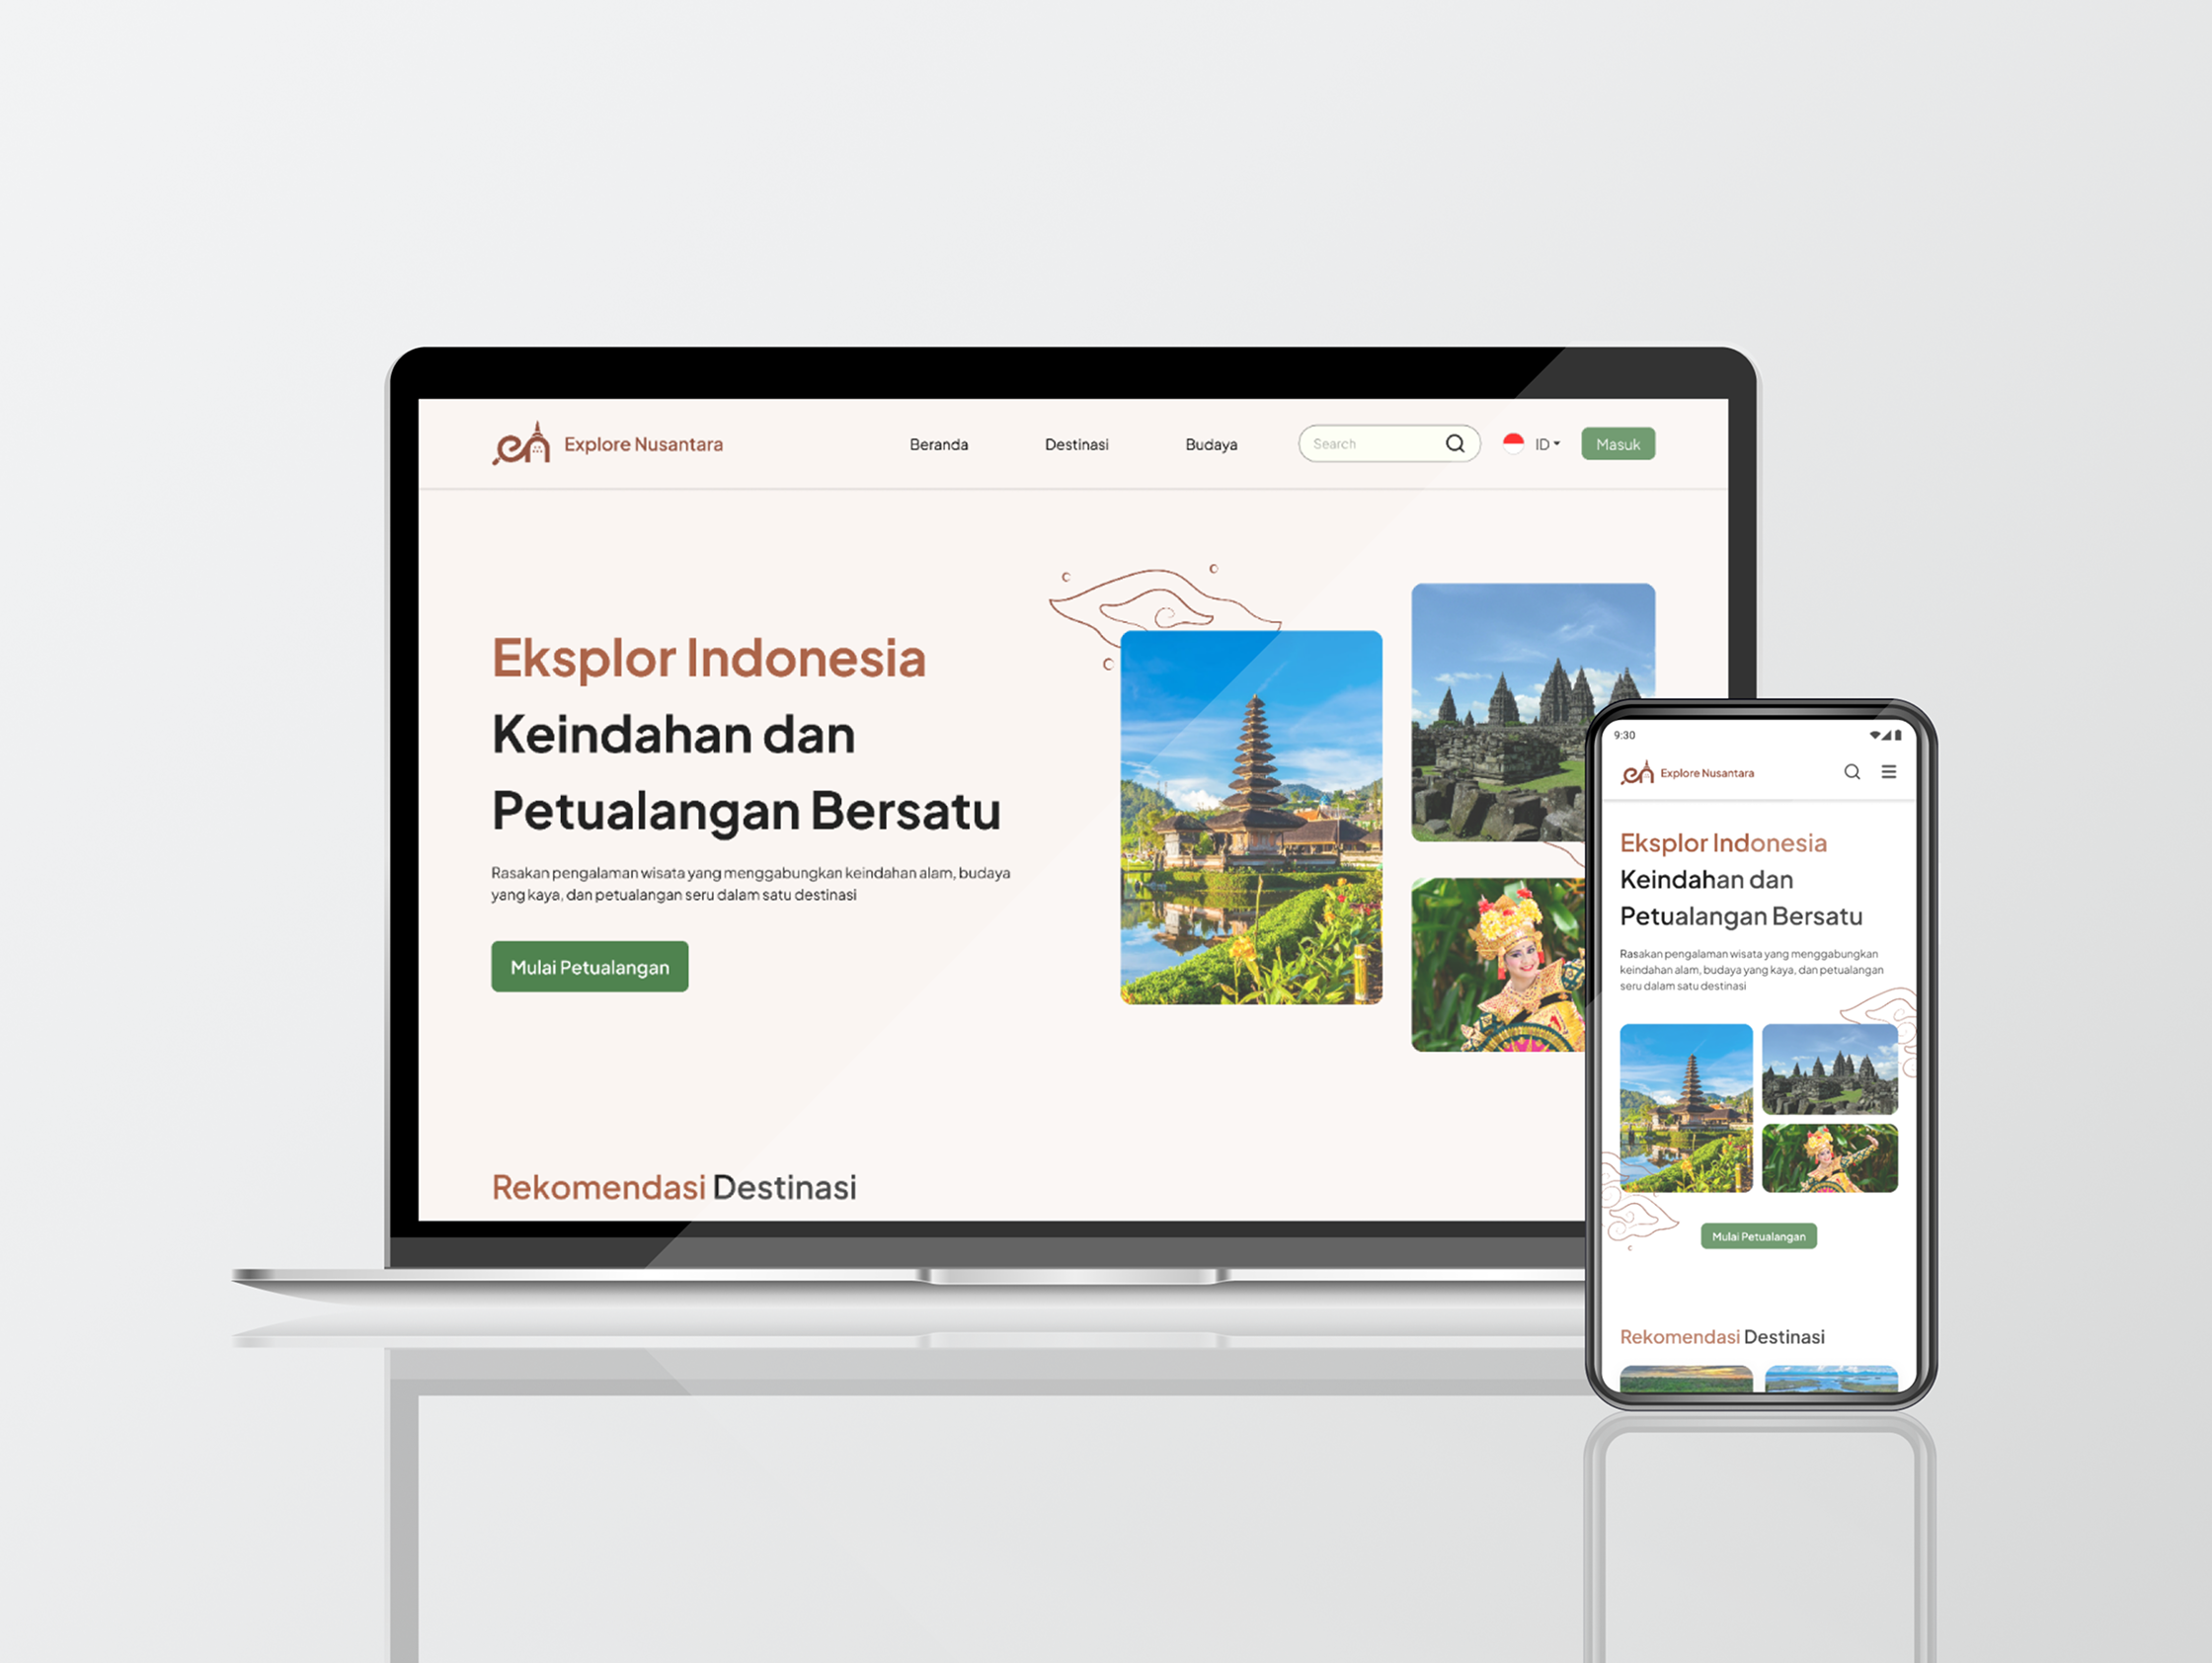 Explore Nusantara
Beranda
Destinasi
Budaya
Search
ID
Masuk
Eksplor Indonesia
Keindahan dan
Petualangan Bersatu
Rasakan pengalaman wisata yang menggabungkan keindahan alam, budaya
yang kaya, dan petualangan seru dalam satu destinasi
Mulai Petualangan
Rekomendasi Destinasi
9:30
Explore Nusantara
Eksplor Indonesia
Keindahan dan
Petualangan Bersatu
Rasakan pengalaman wisata yang menggabungkan
keindahan alam, budaya yang kaya, dan petualangan
seru dalam satu destinasi
Mulai Petualangan
Rekomendasi Destinasi